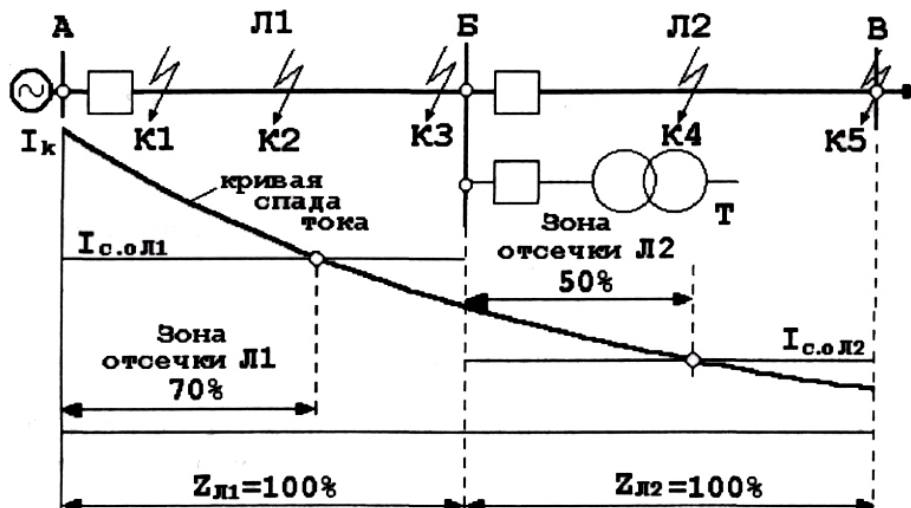 А Л1 Б Л2 В
К1 К2 К3 К4 К5
Iк
кривая
спада
тока
Т
Iс.оЛ1
Зона
отсечки Л2
50%
Зона
отсечки Л1
70%
Iс.оЛ2
ZЛ1=100% ZЛ2=100%